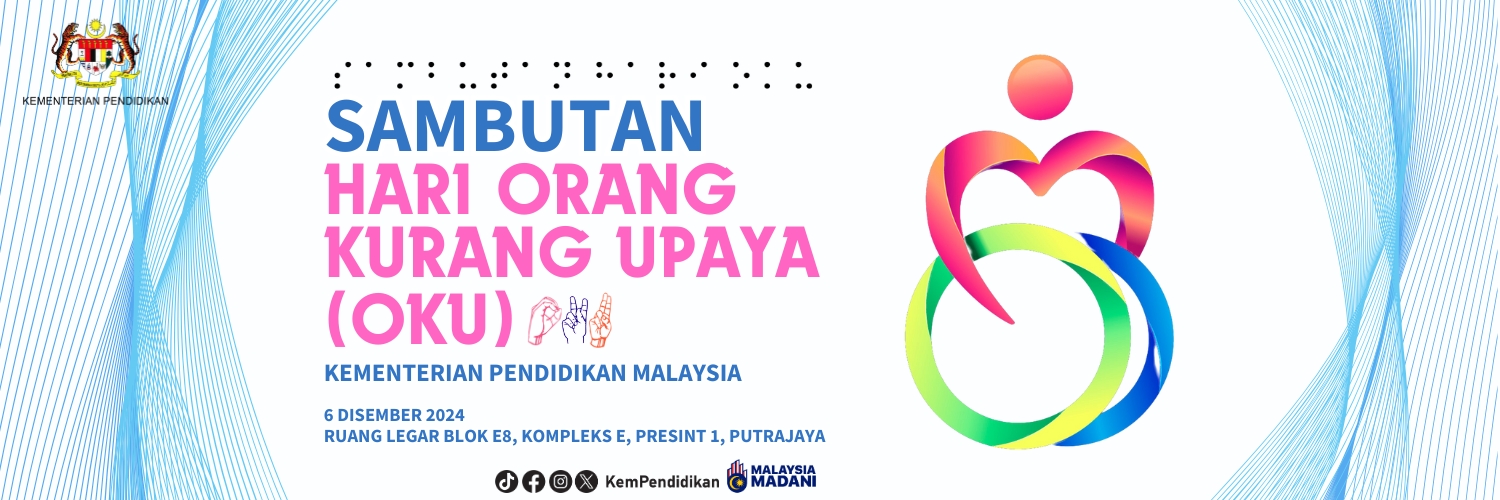 KEMENTERIAN PENDIDIKAN
⠎⠁⠍⠃⠥⠞⠁⠝ ⠓⠁⠗⠊ ⠕⠅⠥
SAMBUTAN
HARI ORANG
KURANG UPAYA
(OKU)
KEMENTERIAN PENDIDIKAN MALAYSIA
6 DISEMBER 2024
RUANG LEGAR BLOK E8, KOMPLEKS E, PRESINT 1, PUTRAJAYA
KemPendidikan
MALAYSIA
MADANI